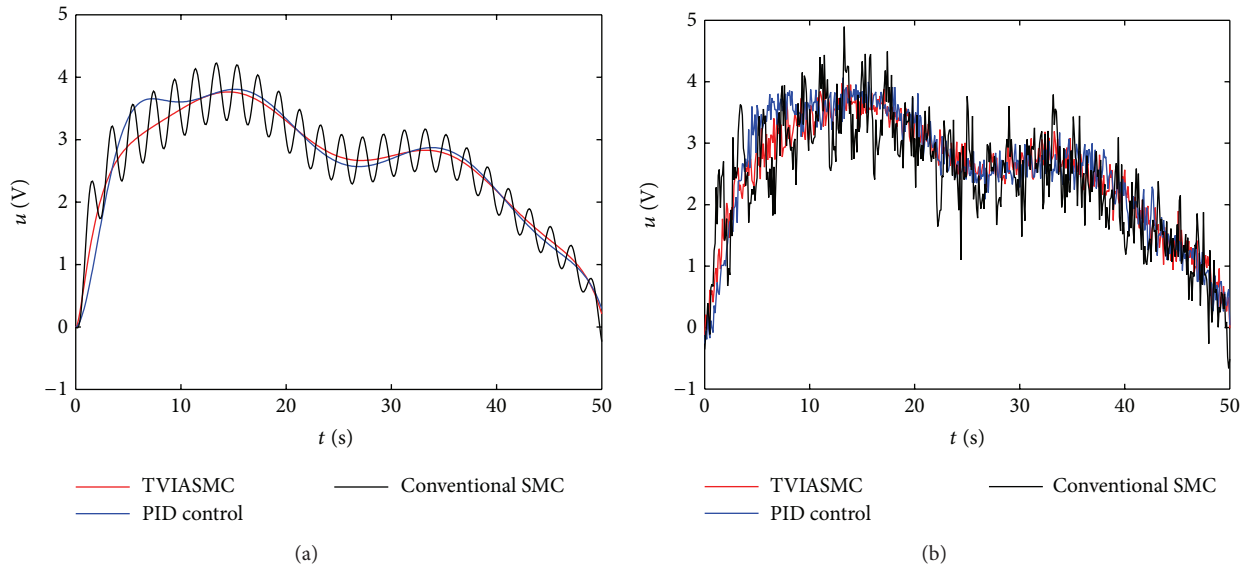 5
4
3
2
1
0
−1
u (V)
0 10 20 30 40 50
t (s)
TVIASMC
PID control
Conventional SMC
(a)
5
4
3
2
1
0
−1
u (V)
0 10 20 30 40 50
t (s)
TVIASMC
PID control
Conventional SMC
(b)